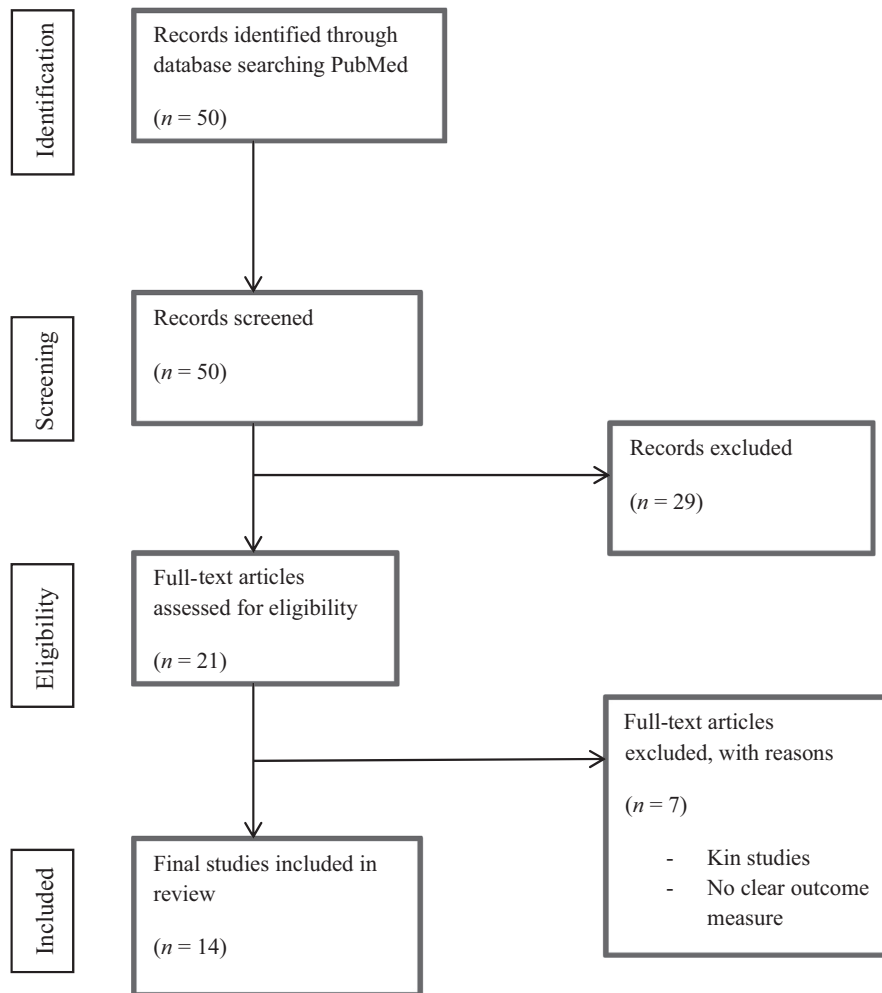 Identification
Records identified through
database searching PubMed
(n = 50)
Screening
Records screened
(n = 50)
Records excluded
(n = 29)
Eligibility
Full-text articles
assessed for eligibility
(n = 21)
Full-text articles
excluded, with reasons
(n = 7)
- Kin studies
- No clear outcome
measure
Included
Final studies included in
review
(n = 14)